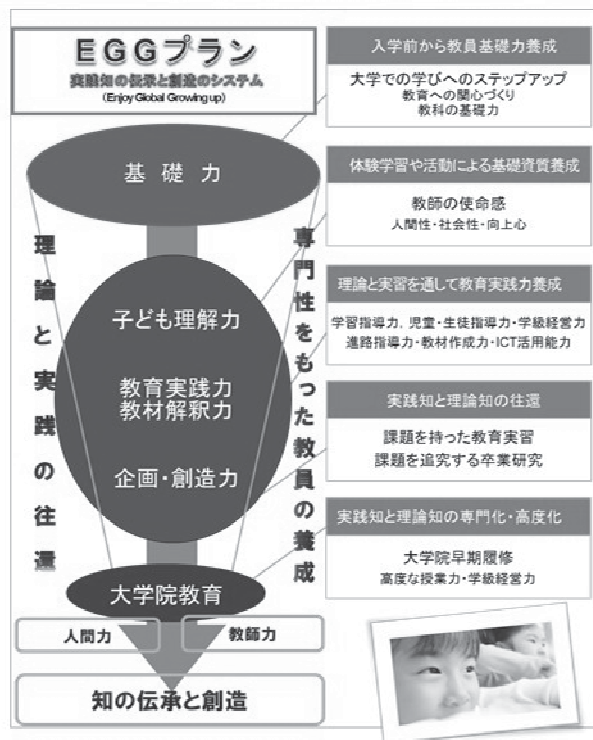 EGGプラン
実践知の伝承と創造のシステム
(Enjoy Global Growing up)
基礎力
理論と実践の往還
専門性をもった教員の養成
子ども理解力
教育実践力
教材解釈力
企画・創造力
大学院教育
人間力
教師力
知の伝承と創造
入学前から教員基礎力養成
大学での学びへのステップアップ
教育への関心づくり
教科の基礎力
体験学習や活動による基礎資質養成
教師の使命感
人間性・社会性・向上心
理論と実習を通して教育実践力養成
学習指導力,児童・生徒指導力・学級経営力
進路指導力・教材作成力・ICT活用能力
実践知と理論知の往還
課題を持った教育実習
課題を追究する卒業研究
実践知と理論知の専門化・高度化
大学院早期履修
高度な授業力・学級経営力